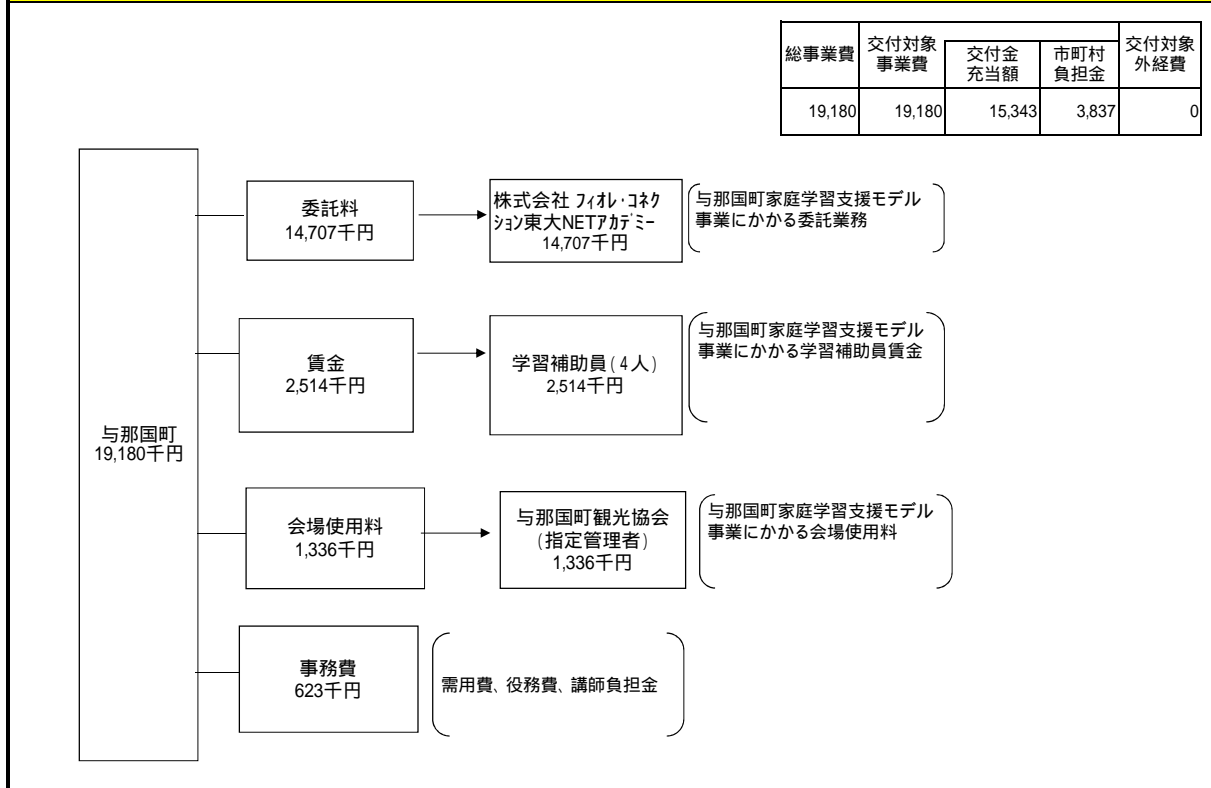 総事業費
交付対象
事業費
交付金
充当額
市町村
負担金
交付対象
外経費
19,180
19,180
15,343
3,837
0
与那国町
19,180千円
委託料
14,707千円
株式会社 フィオレ・コネク
ション東大NETアカデミー
14,707千円
与那国町家庭学習支援モデル
事業にかかる委託業務
賃金
2,514千円
学習補助員(4人)
2,514千円
与那国町家庭学習支援モデル
事業にかかる学習補助員賃金
会場使用料
1,336千円
与那国町観光協会
(指定管理者)
1,336千円
与那国町家庭学習支援モデル
事業にかかる会場使用料
事務費
623千円
需用費、役務費、講師負担金